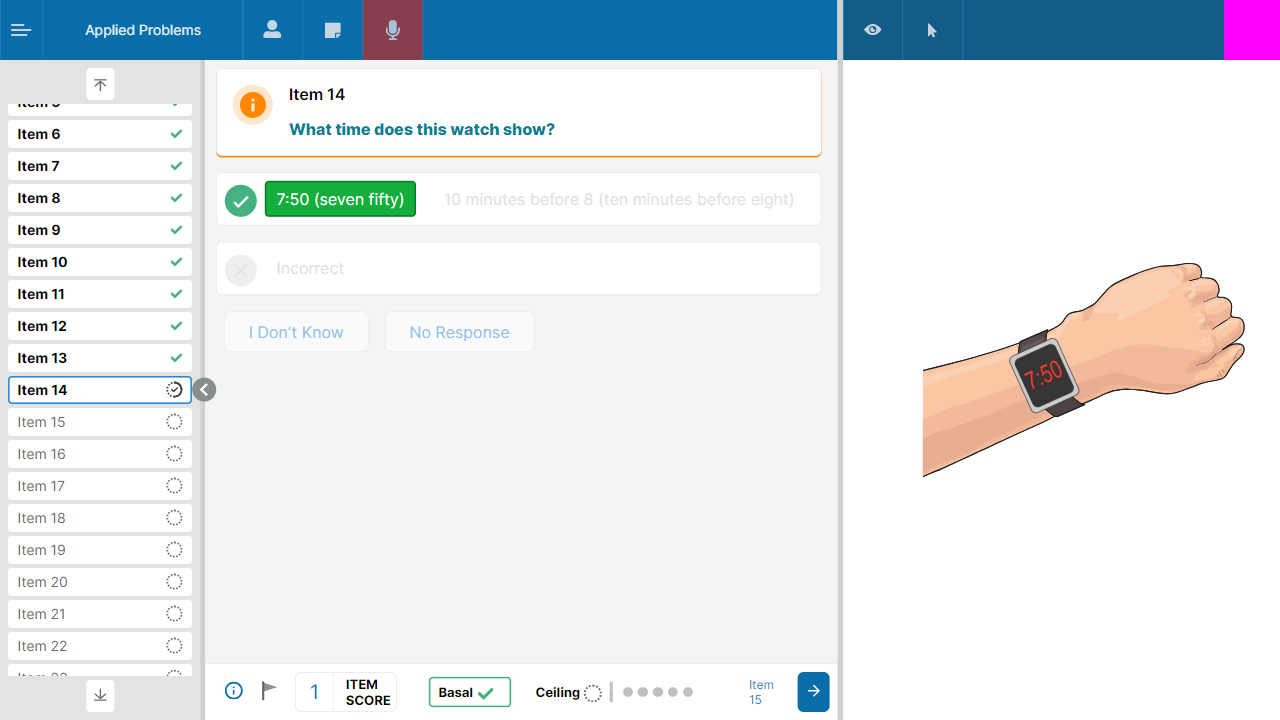 Applied Problems
Item 6
Item 7
Item 8
Item 9
Item 10
Item 11
Item 12
Item 13
Item 14
Item 15
Item 16
Item 17
Item 18
Item 19
Item 20
Item 21
Item 22
Item 14
What time does this watch show?
7:50 (seven fifty) 10 minutes before 8 (ten minutes before eight)
Incorrect
I Don't Know No Response
1 ITEM SCORE
Basal
Ceiling
Item 15
7:50